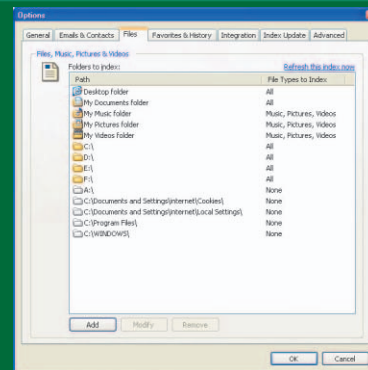 Options
General Emails & Contacts Files Favorites & History Integration Index Update Advanced
Files, Music, Pictures & Videos
Folders to index: Refresh this index now
Path File Types to Index
Desktop folder All
My Documents folder All
My Music folder Music, Pictures, Videos
My Pictures folder Music, Pictures, Videos
My Videos folder Music, Pictures, Videos
C:\ All
D:\ All
E:\ All
F:\ All
A:\ None
C:\Documents and Settings\internet\Cookies\ None
C:\Documents and Settings\internet\Local Settings\ None
C:\Program Files\ None
C:\WINDOWS\ None
Add Modify Remove
OK Cancel